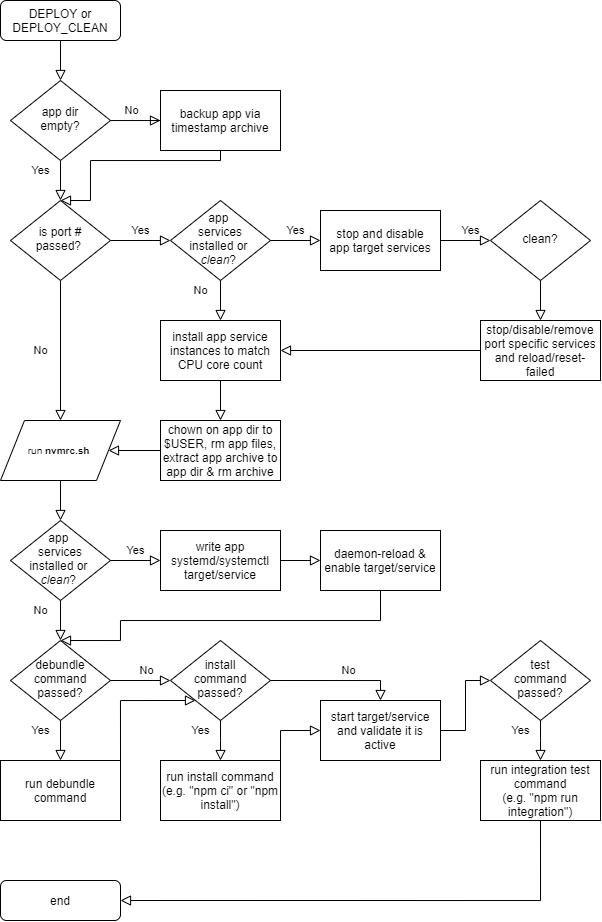 DEPLOY or
DEPLOY_CLEAN
app dir
empty?
No
backup app via
timestamp archive
Yes
is port #
passed?
Yes
app
services
installed or
clean?
Yes
stop and disable
app target services
Yes
clean?
No
No
install app service
instances to match
CPU core count
stop/disable/remove
port specific services
and reload/reset-
failed
run nvmrc.sh
chown on app dir to
$USER, rm app files,
extract app archive to
app dir & rm archive
app
services
installed or
clean?
Yes
write app
systemd/systemctl
target/service
daemon-reload &
enable target/service
No
debundle
command
passed?
No
install
command
passed?
No
test
command
passed?
Yes
Yes
start target/service
and validate it is
active
Yes
run debundle
command
run install command
(e.g. "npm ci" or "npm
install")
run integration test
command
(e.g. "npm run
integration")
end